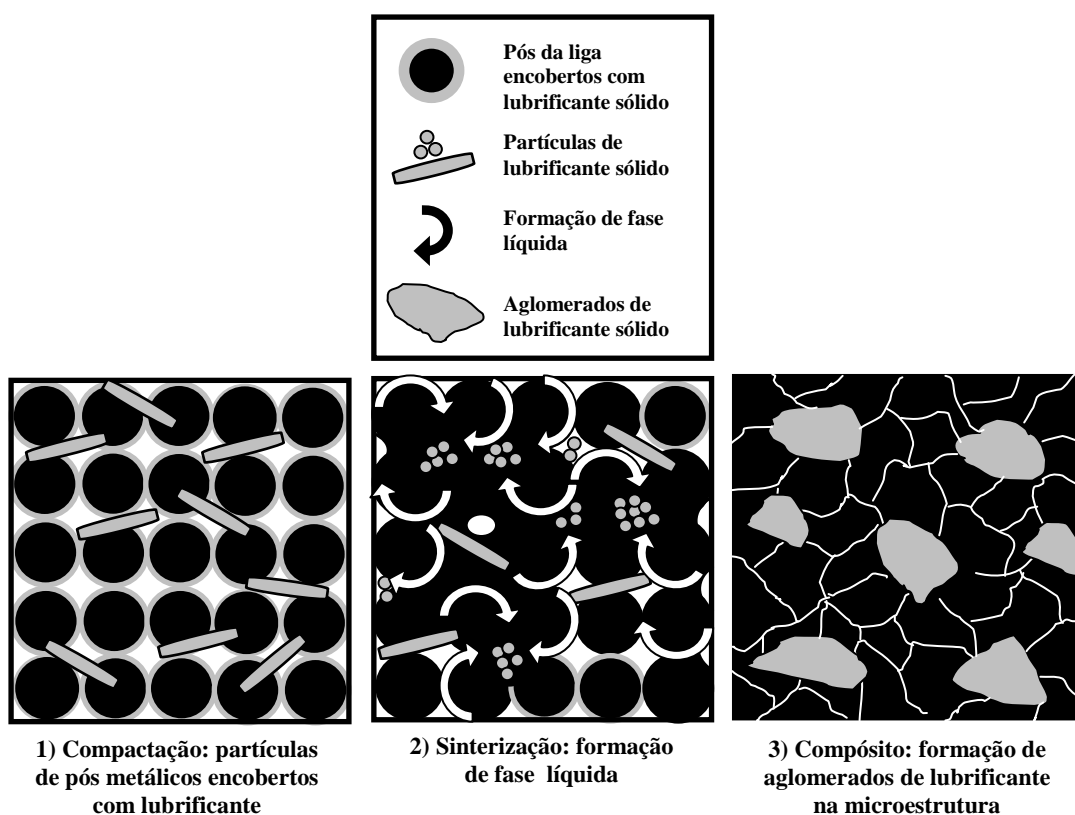 Pós da liga
encobertos com
lubrificante sólido
Partículas de
lubrificante sólido
Formação de fase
líquida
Aglomerados de
lubrificante sólido
1) Compactação: partículas
de pós metálicos encobertos
com lubrificante
2) Sinterização: formação
de fase líquida
3) Compósito: formação de
aglomerados de lubrificante
na microestrutura